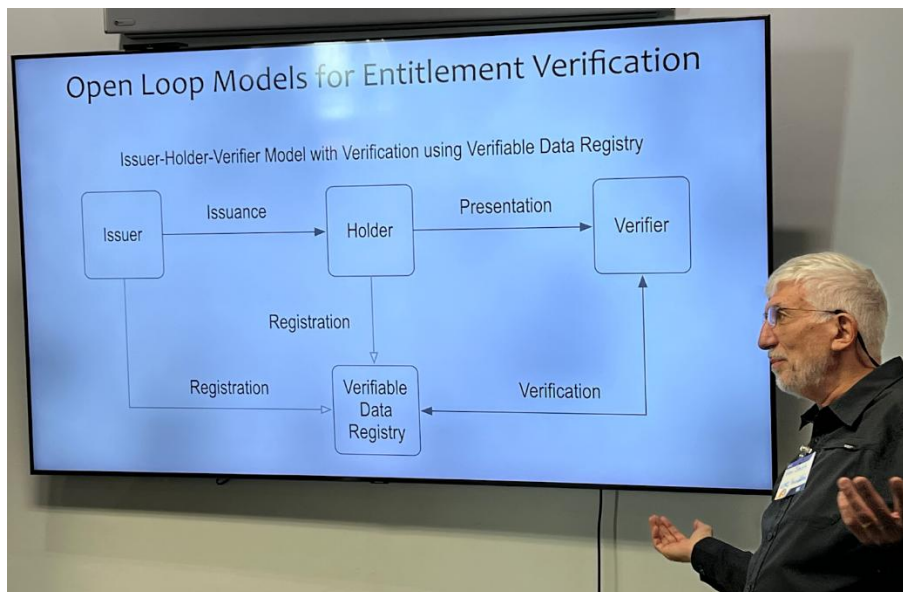 Open Loop Models for Entitlement Verification
Issuer-Holder-Verifier Model with Verification using Verifiable Data Registry
Issuer
Issuance
Holder
Presentation
Verifier
Registration
Registration
Verifiable
Data
Registry
Verification